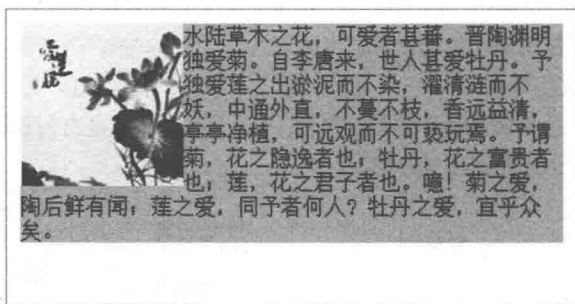 水陆草木之花，可爱者甚蕃。晋陶渊明
独爱菊。自李唐来，世人甚爱牡丹。予
独爱莲之出淤泥而不染，濯清涟而不
妖，中通外直，不蔓不枝，香远益清，
亭亭净植，可远观而不可亵玩焉。予谓
菊，花之隐逸者也；牡丹，花之富贵者
也；莲，花之君子者也。噫！菊之爱，
陶后鲜有闻；莲之爱，同予者何人？牡丹之爱，宜乎众
矣。